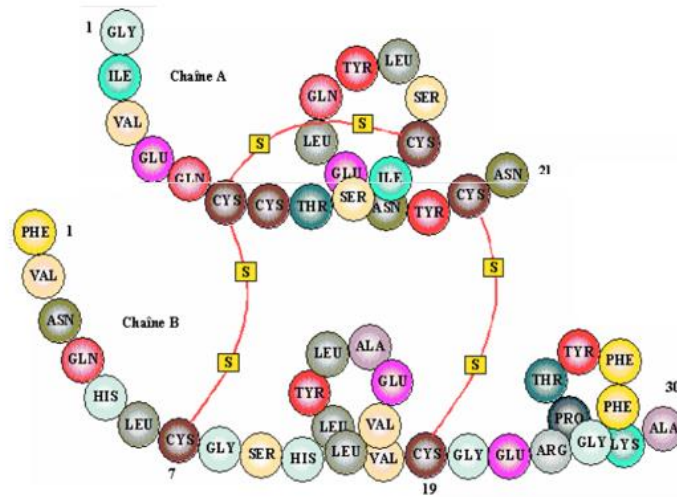 1
GLY
ILE
Chaîne A
VAL
GLU
GLN
CYS
CYS
THR
SER
ILE
CYS
SER
LEU
TYR
GLN
LEU
GLU
ASN
TYR
CYS
ASN
21
S
S
S
S
S
S
PHE
1
VAL
ASN
Chaîne B
GLN
HIS
LEU
CYS
7
GLY
SER
HIS
LEU
VAL
GLU
ALA
LEU
TYR
LEU
VAL
CYS
19
GLY
GLU
ARG
GLY
PHE
PHE
TYR
THR
PRO
LYS
ALA
30